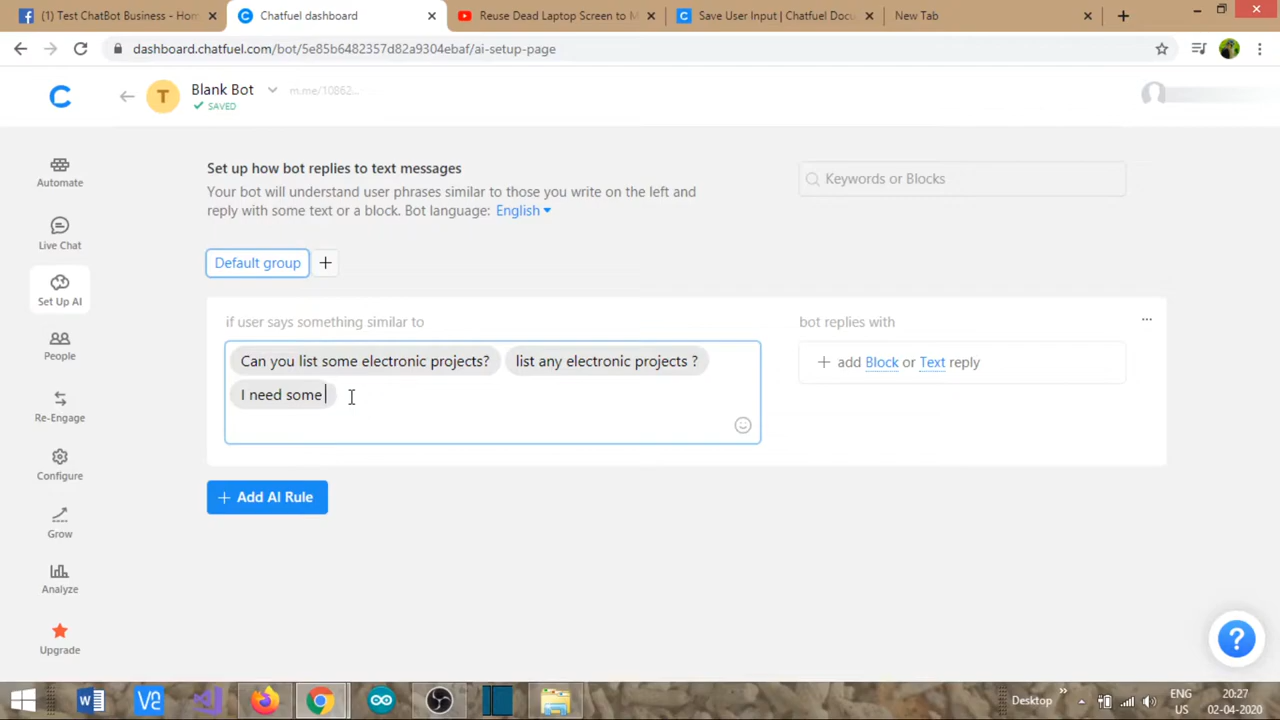 (1) Test ChatBot Business - Hom
Chatfuel dashboard
Reuse Dead Laptop Screen to M
Save User Input | Chatfuel Docu
New Tab
dashboard.chatfuel.com/bot/5e85b6482357d82a9304ebaf/ai-setup-page
T
Blank Bot
m.me/10862...
SAVED
Automate
Live Chat
Set Up AI
People
Re-Engage
Configure
Grow
Analyze
Upgrade
Set up how bot replies to text messages
Your bot will understand user phrases similar to those you write on the left and
reply with some text or a block. Bot language: English
Keywords or Blocks
Default group
if user says something similar to
Can you list some electronic projects?
list any electronic projects ?
I need some
bot replies with
add Block or Text reply
Add AI Rule
?
Desktop
ENG
US
20:27
02-04-2020